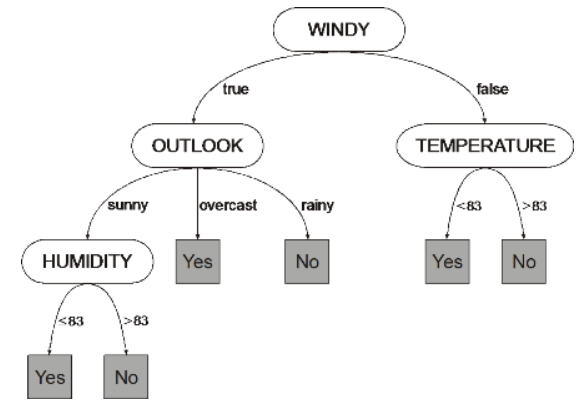 WINDY
true
false
OUTLOOK
TEMPERATURE
sunny
overcast
rainy
<83
>83
HUMIDITY
Yes
No
Yes
No
<83
>83
Yes
No